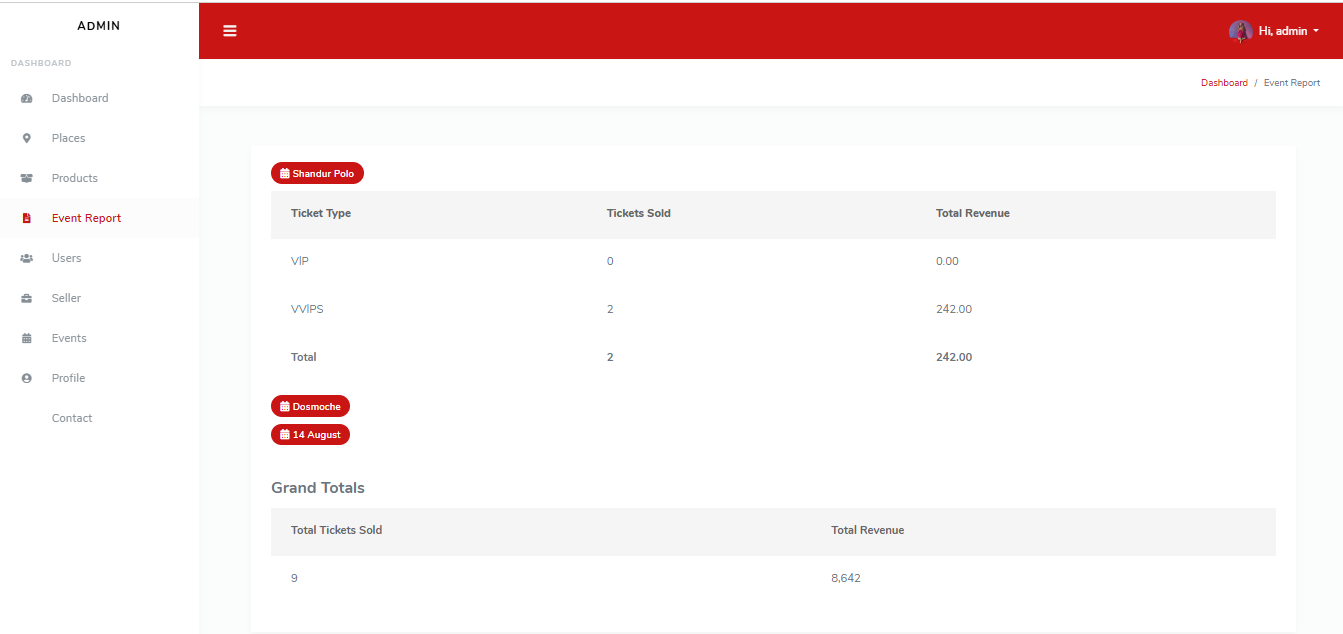 ADMIN
Hi, admin
DASHBOARD
Dashboard / Event Report
Dashboard
Places
Products
Event Report
Users
Seller
Events
Profile
Contact
Shandur Polo
Ticket Type Tickets Sold Total Revenue
VIP 0 0.00
VVIPS 2 242.00
Total 2 242.00
Dosmoche
14 August
Grand Totals
Total Tickets Sold Total Revenue
9 8,642